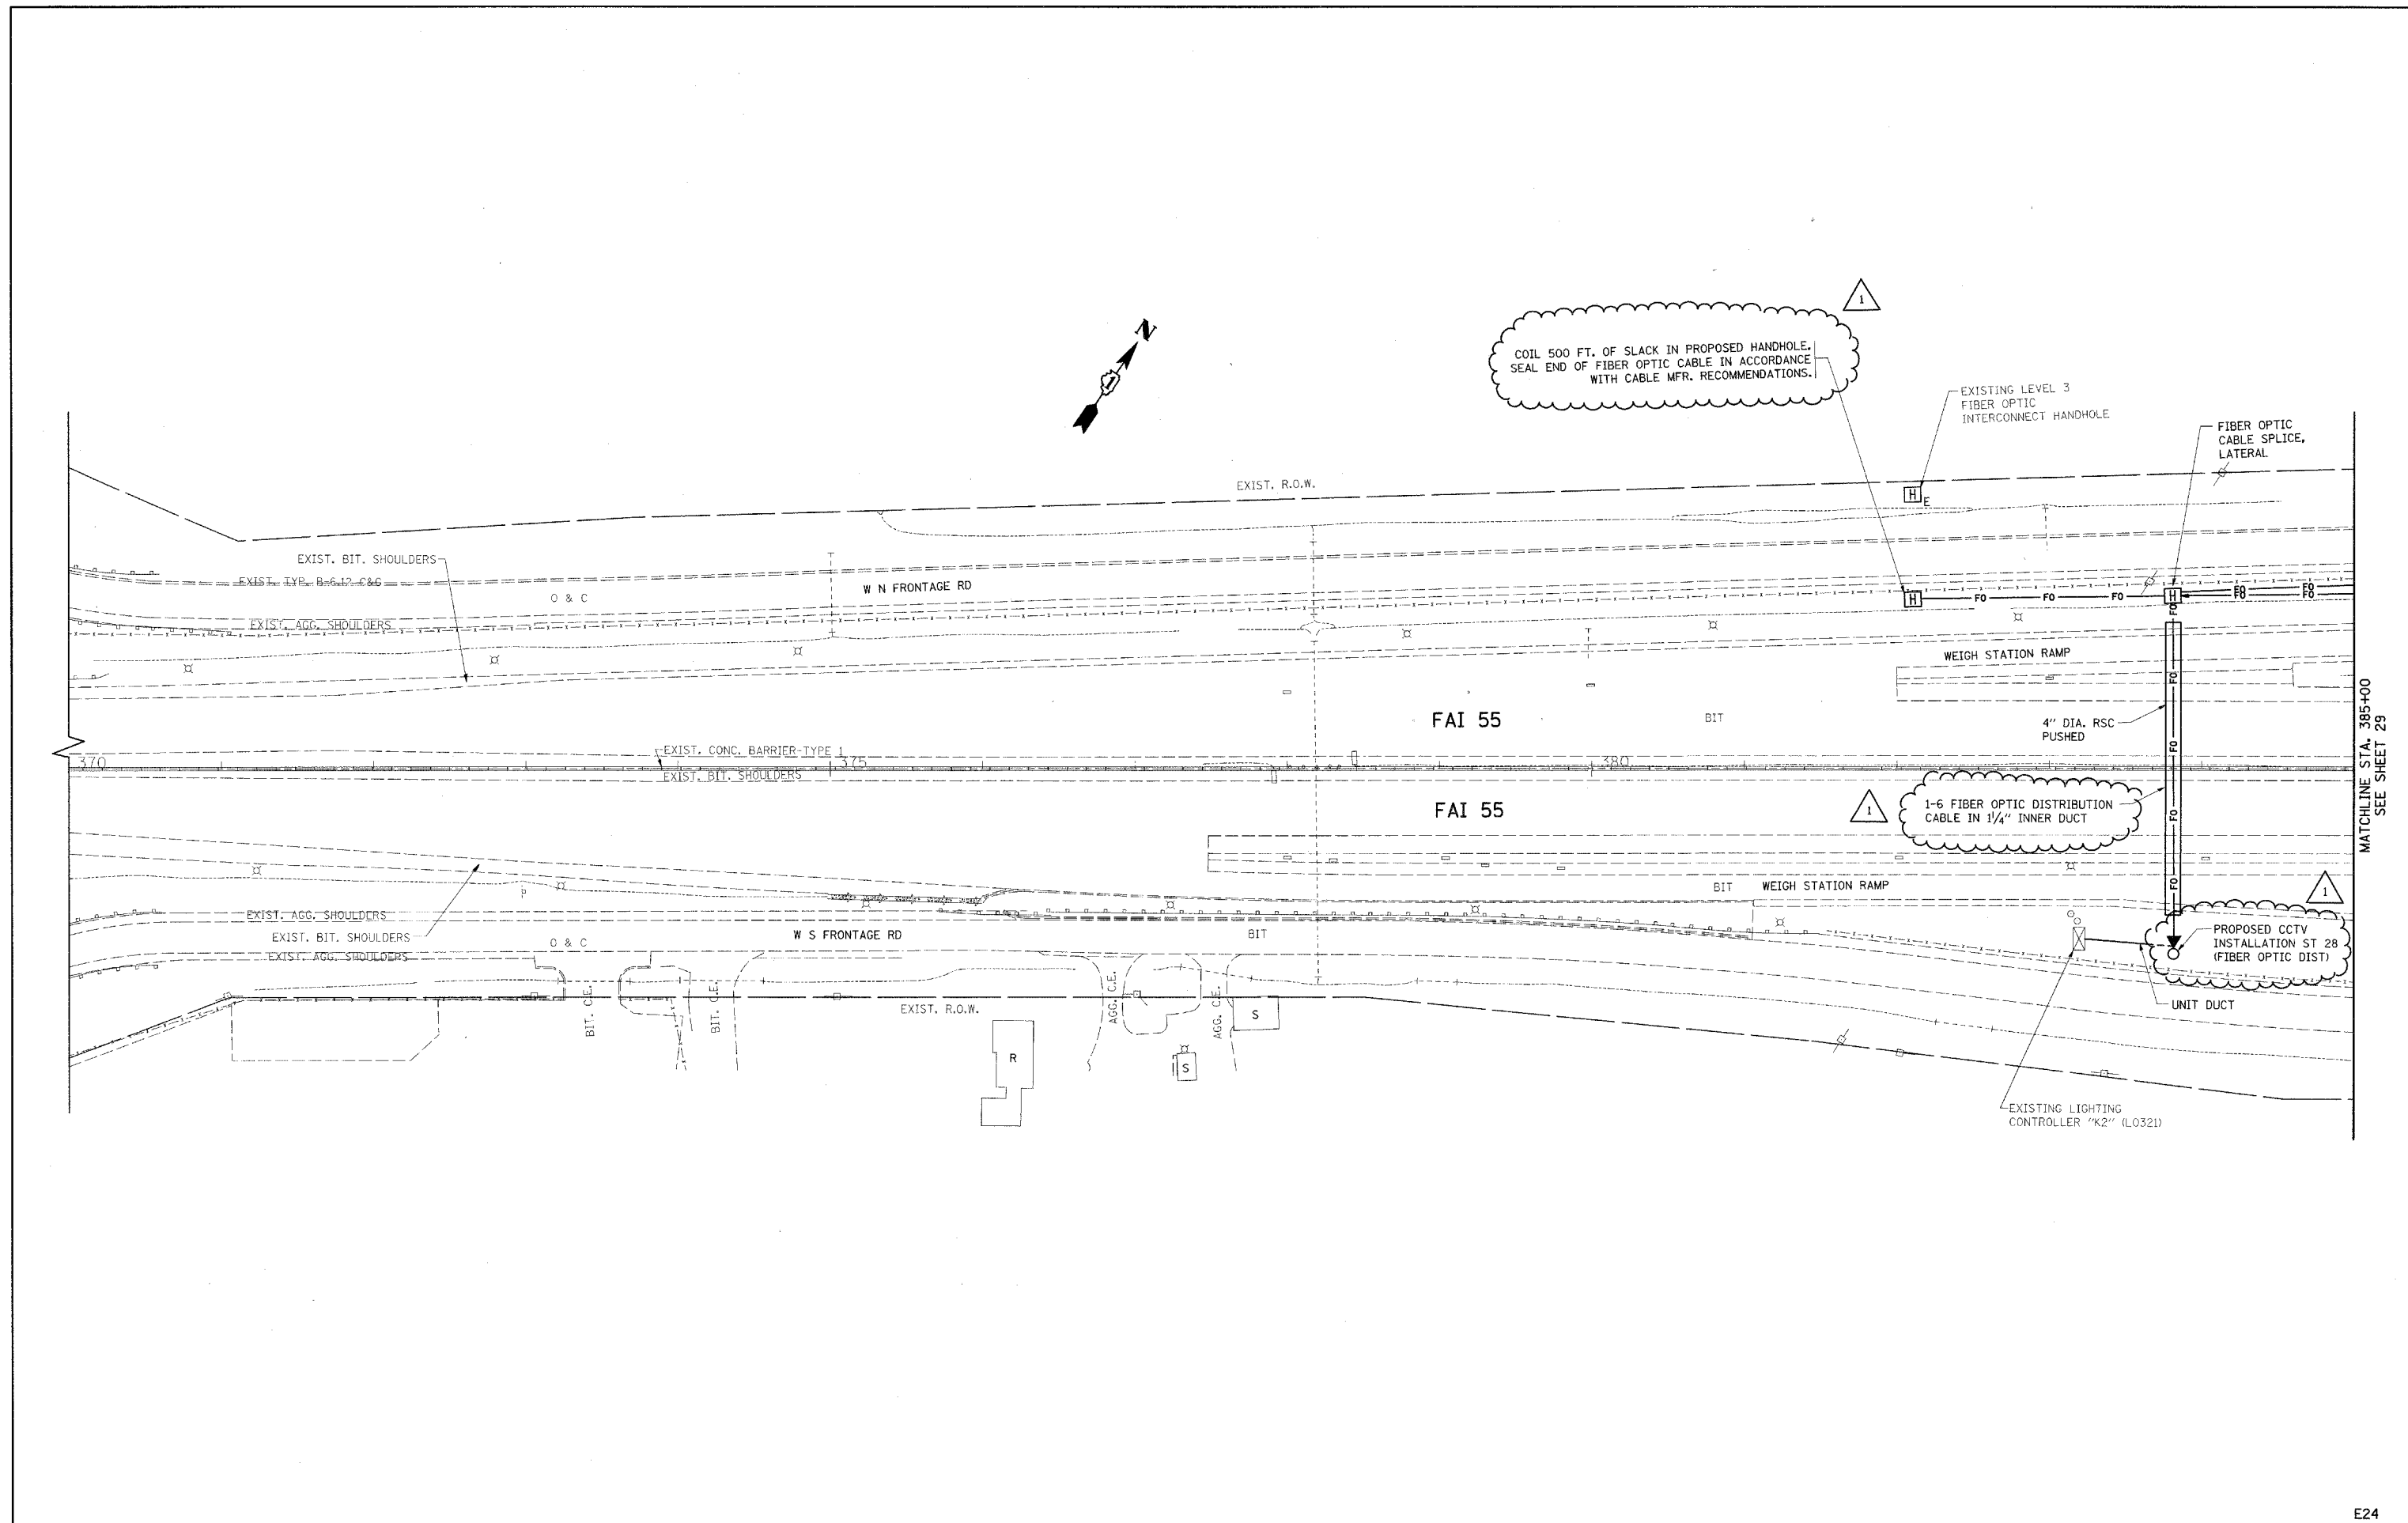 1
COIL 500 FT. OF SLACK IN PROPOSED HANDHOLE.
SEAL END OF FIBER OPTIC CABLE IN ACCORDANCE
WITH CABLE MFR. RECOMMENDATIONS.
N
1
EXISTING LEVEL 3
FIBER OPTIC
INTERCONNECT HANDHOLE
FIBER OPTIC
CABLE SPLICE,
LATERAL
EXIST. R.O.W.
H
E
EXIST. BIT. SHOULDERS
EXIST. TYP. B-6.12 C&G
O & C
W N FRONTAGE RD
H
FO
FO
FO
H
FO
FO
FO
FO
FO
EXIST. AGG. SHOULDERS
WEIGH STATION RAMP
FO
FAI 55
BIT
4" DIA. RSC
PUSHED
MATCHLINE STA. 385+00
SEE SHEET 29
EXIST. CONC. BARRIER-TYPE 1
FO
370
375
380
EXIST. BIT. SHOULDERS
FAI 55
1
1-6 FIBER OPTIC DISTRIBUTION
CABLE IN 1 1/4" INNER DUCT
FO
FO
BIT
WEIGH STATION RAMP
1
P
EXIST. AGG. SHOULDERS
EXIST. BIT. SHOULDERS
O & C
W S FRONTAGE RD
BIT
EXIST. AGG. SHOULDERS
PROPOSED CCTV
INSTALLATION ST 28
(FIBER OPTIC DIST)
BIT. C.E.
BIT. C.E.
EXIST. R.O.W.
AGG. C.E.
AGG. C.E.
S
UNIT DUCT
R
S
EXISTING LIGHTING
CONTROLLER "K2" (L0321)
E24